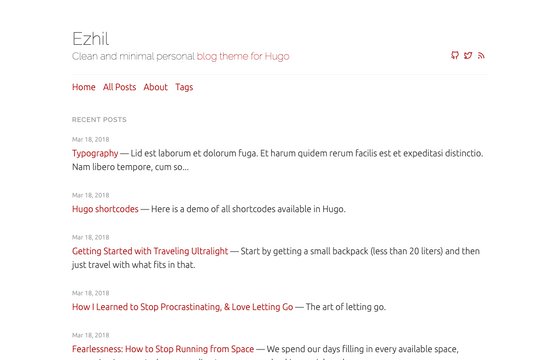 Ezhil
Clean and minimal personal blog theme for Hugo
Home All Posts About Tags
RECENT POSTS
Mar 18, 2018
Typography — Lid est laborum et dolorum fuga. Et harum quidem rerum facilis est et expeditasi distinctio.
Nam libero tempore, cum so...
Mar 18, 2018
Hugo shortcodes — Here is a demo of all shortcodes available in Hugo.
Mar 18, 2018
Getting Started with Traveling Ultralight — Start by getting a small backpack (less than 20 liters) and then
just travel with what fits in that.
Mar 18, 2018
How I Learned to Stop Procrastinating, & Love Letting Go — The art of letting go.
Mar 18, 2018
Fearlessness: How to Stop Running from Space — We spend our days filling in every available space,